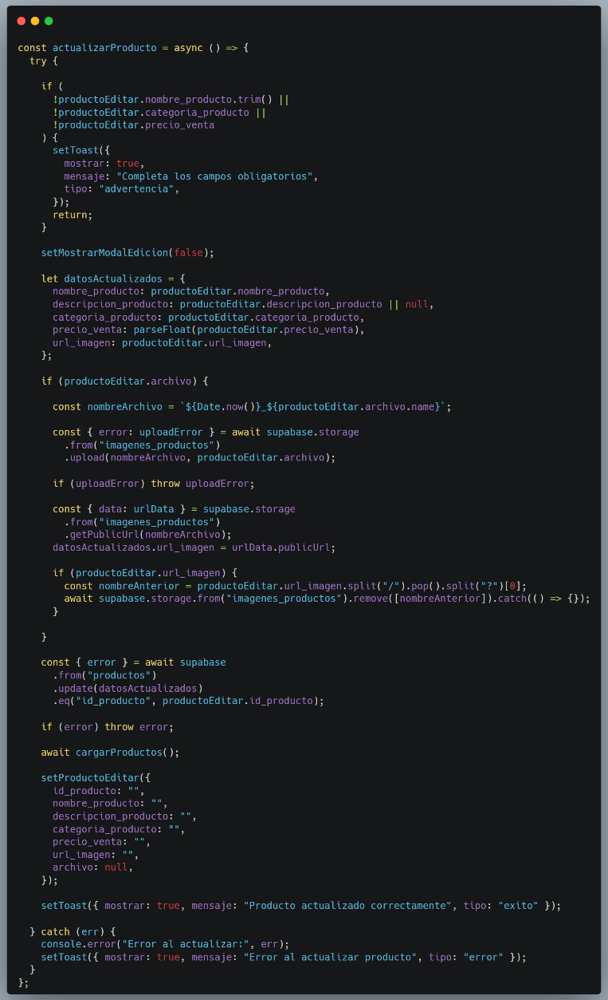 const actualizarProducto = async () => {
  try {

    if (
      !productoEditar.nombre_producto.trim() ||
      !productoEditar.categoria_producto ||
      !productoEditar.precio_venta
    ) {
      setToast({
        mostrar: true,
        mensaje: "Completa los campos obligatorios",
        tipo: "advertencia",
      });
      return;
    }

    setMostrarModalEdicion(false);

    let datosActualizados = {
      nombre_producto: productoEditar.nombre_producto,
      descripcion_producto: productoEditar.descripcion_producto || null,
      categoria_producto: productoEditar.categoria_producto,
      precio_venta: parseFloat(productoEditar.precio_venta),
      url_imagen: productoEditar.url_imagen,
    };

    if (productoEditar.archivo) {

      const nombreArchivo = `${Date.now()}_${productoEditar.archivo.name}`;

      const { error: uploadError } = await supabase.storage
        .from("imagenes_productos")
        .upload(nombreArchivo, productoEditar.archivo);

      if (uploadError) throw uploadError;

      const { data: urlData } = supabase.storage
        .from("imagenes_productos")
        .getPublicUrl(nombreArchivo);
      datosActualizados.url_imagen = urlData.publicUrl;

      if (productoEditar.url_imagen) {
        const nombreAnterior = productoEditar.url_imagen.split("/").pop().split("?")[0];
        await supabase.storage.from("imagenes_productos").remove([nombreAnterior]).catch(() => {});
      }

    }

    const { error } = await supabase
      .from("productos")
      .update(datosActualizados)
      .eq("id_producto", productoEditar.id_producto);

    if (error) throw error;

    await cargarProductos();

    setProductoEditar({
      id_producto: "",
      nombre_producto: "",
      descripcion_producto: "",
      categoria_producto: "",
      precio_venta: "",
      url_imagen: "",
      archivo: null,
    });

    setToast({ mostrar: true, mensaje: "Producto actualizado correctamente", tipo: "exito" });

  } catch (err) {
    console.error("Error al actualizar:", err);
    setToast({ mostrar: true, mensaje: "Error al actualizar producto", tipo: "error" });
  }
};